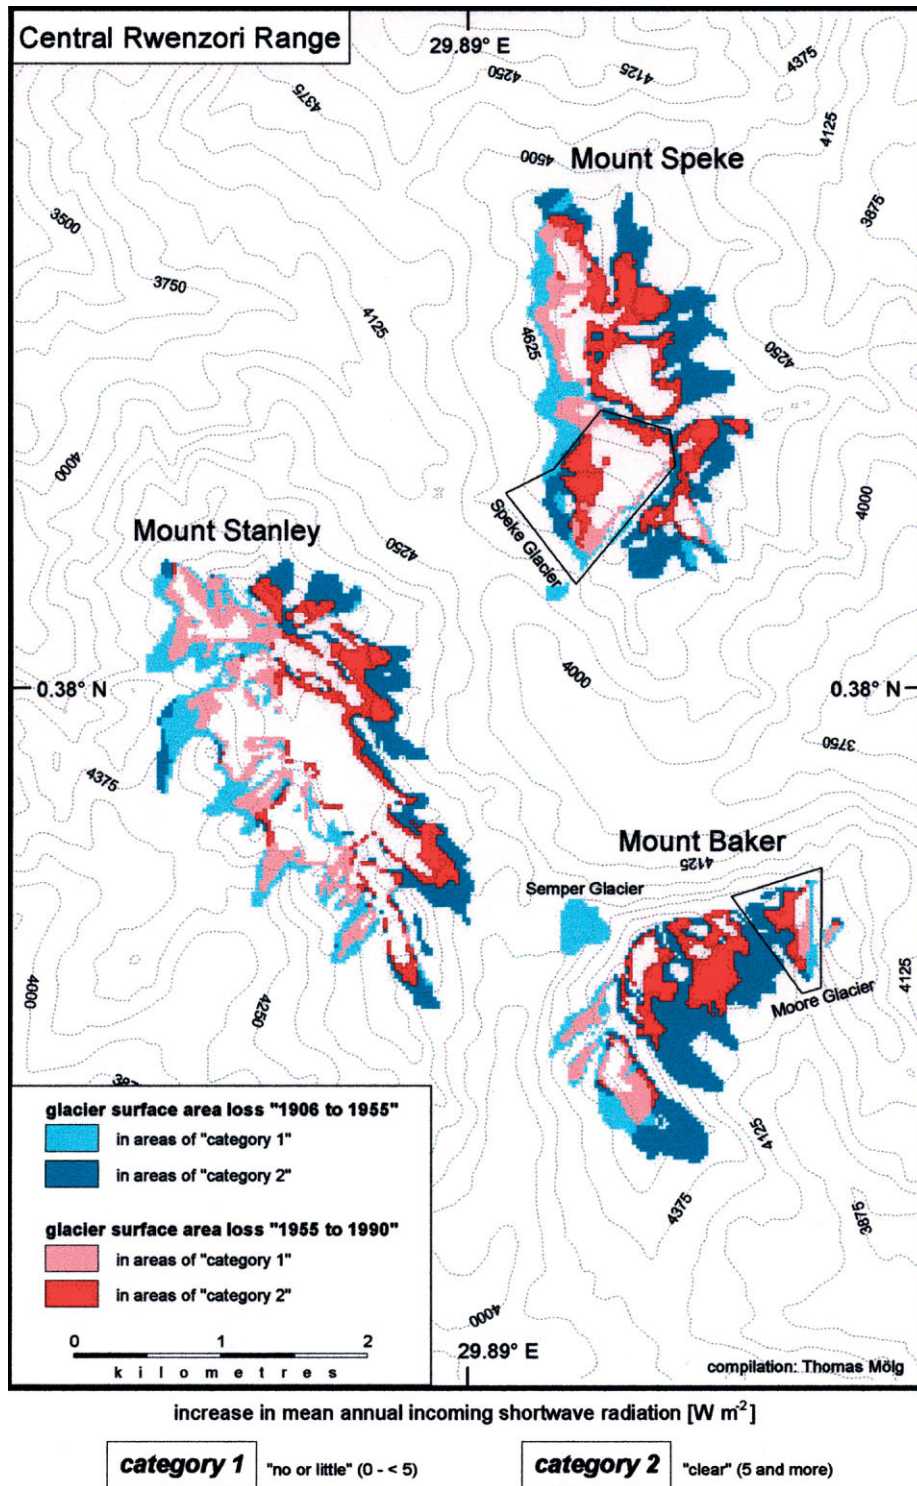 Central Rwenzori Range
29.89° E
4375
4250
4125
4375
4125
4500
Mount Speke
3500
3875
3750
4125
4625
4250
4000
4000
Mount Stanley
4250
Speke Glacier
0.38° N
4000
0.38° N
3750
4375
Mount Baker
4125
Semper Glacier
4000
4250
Moore Glacier
4125
4125
4375
3875
4000
glacier surface area loss "1906 to 1955"
in areas of "category 1"
in areas of "category 2"
glacier surface area loss "1955 to 1990"
in areas of "category 1"
in areas of "category 2"
0 1 2
kilometres
29.89° E
compilation: Thomas Mölg
increase in mean annual incoming shortwave radiation [W m⁻²]
category 1 "no or little" (0 - < 5)
category 2 "clear" (5 and more)